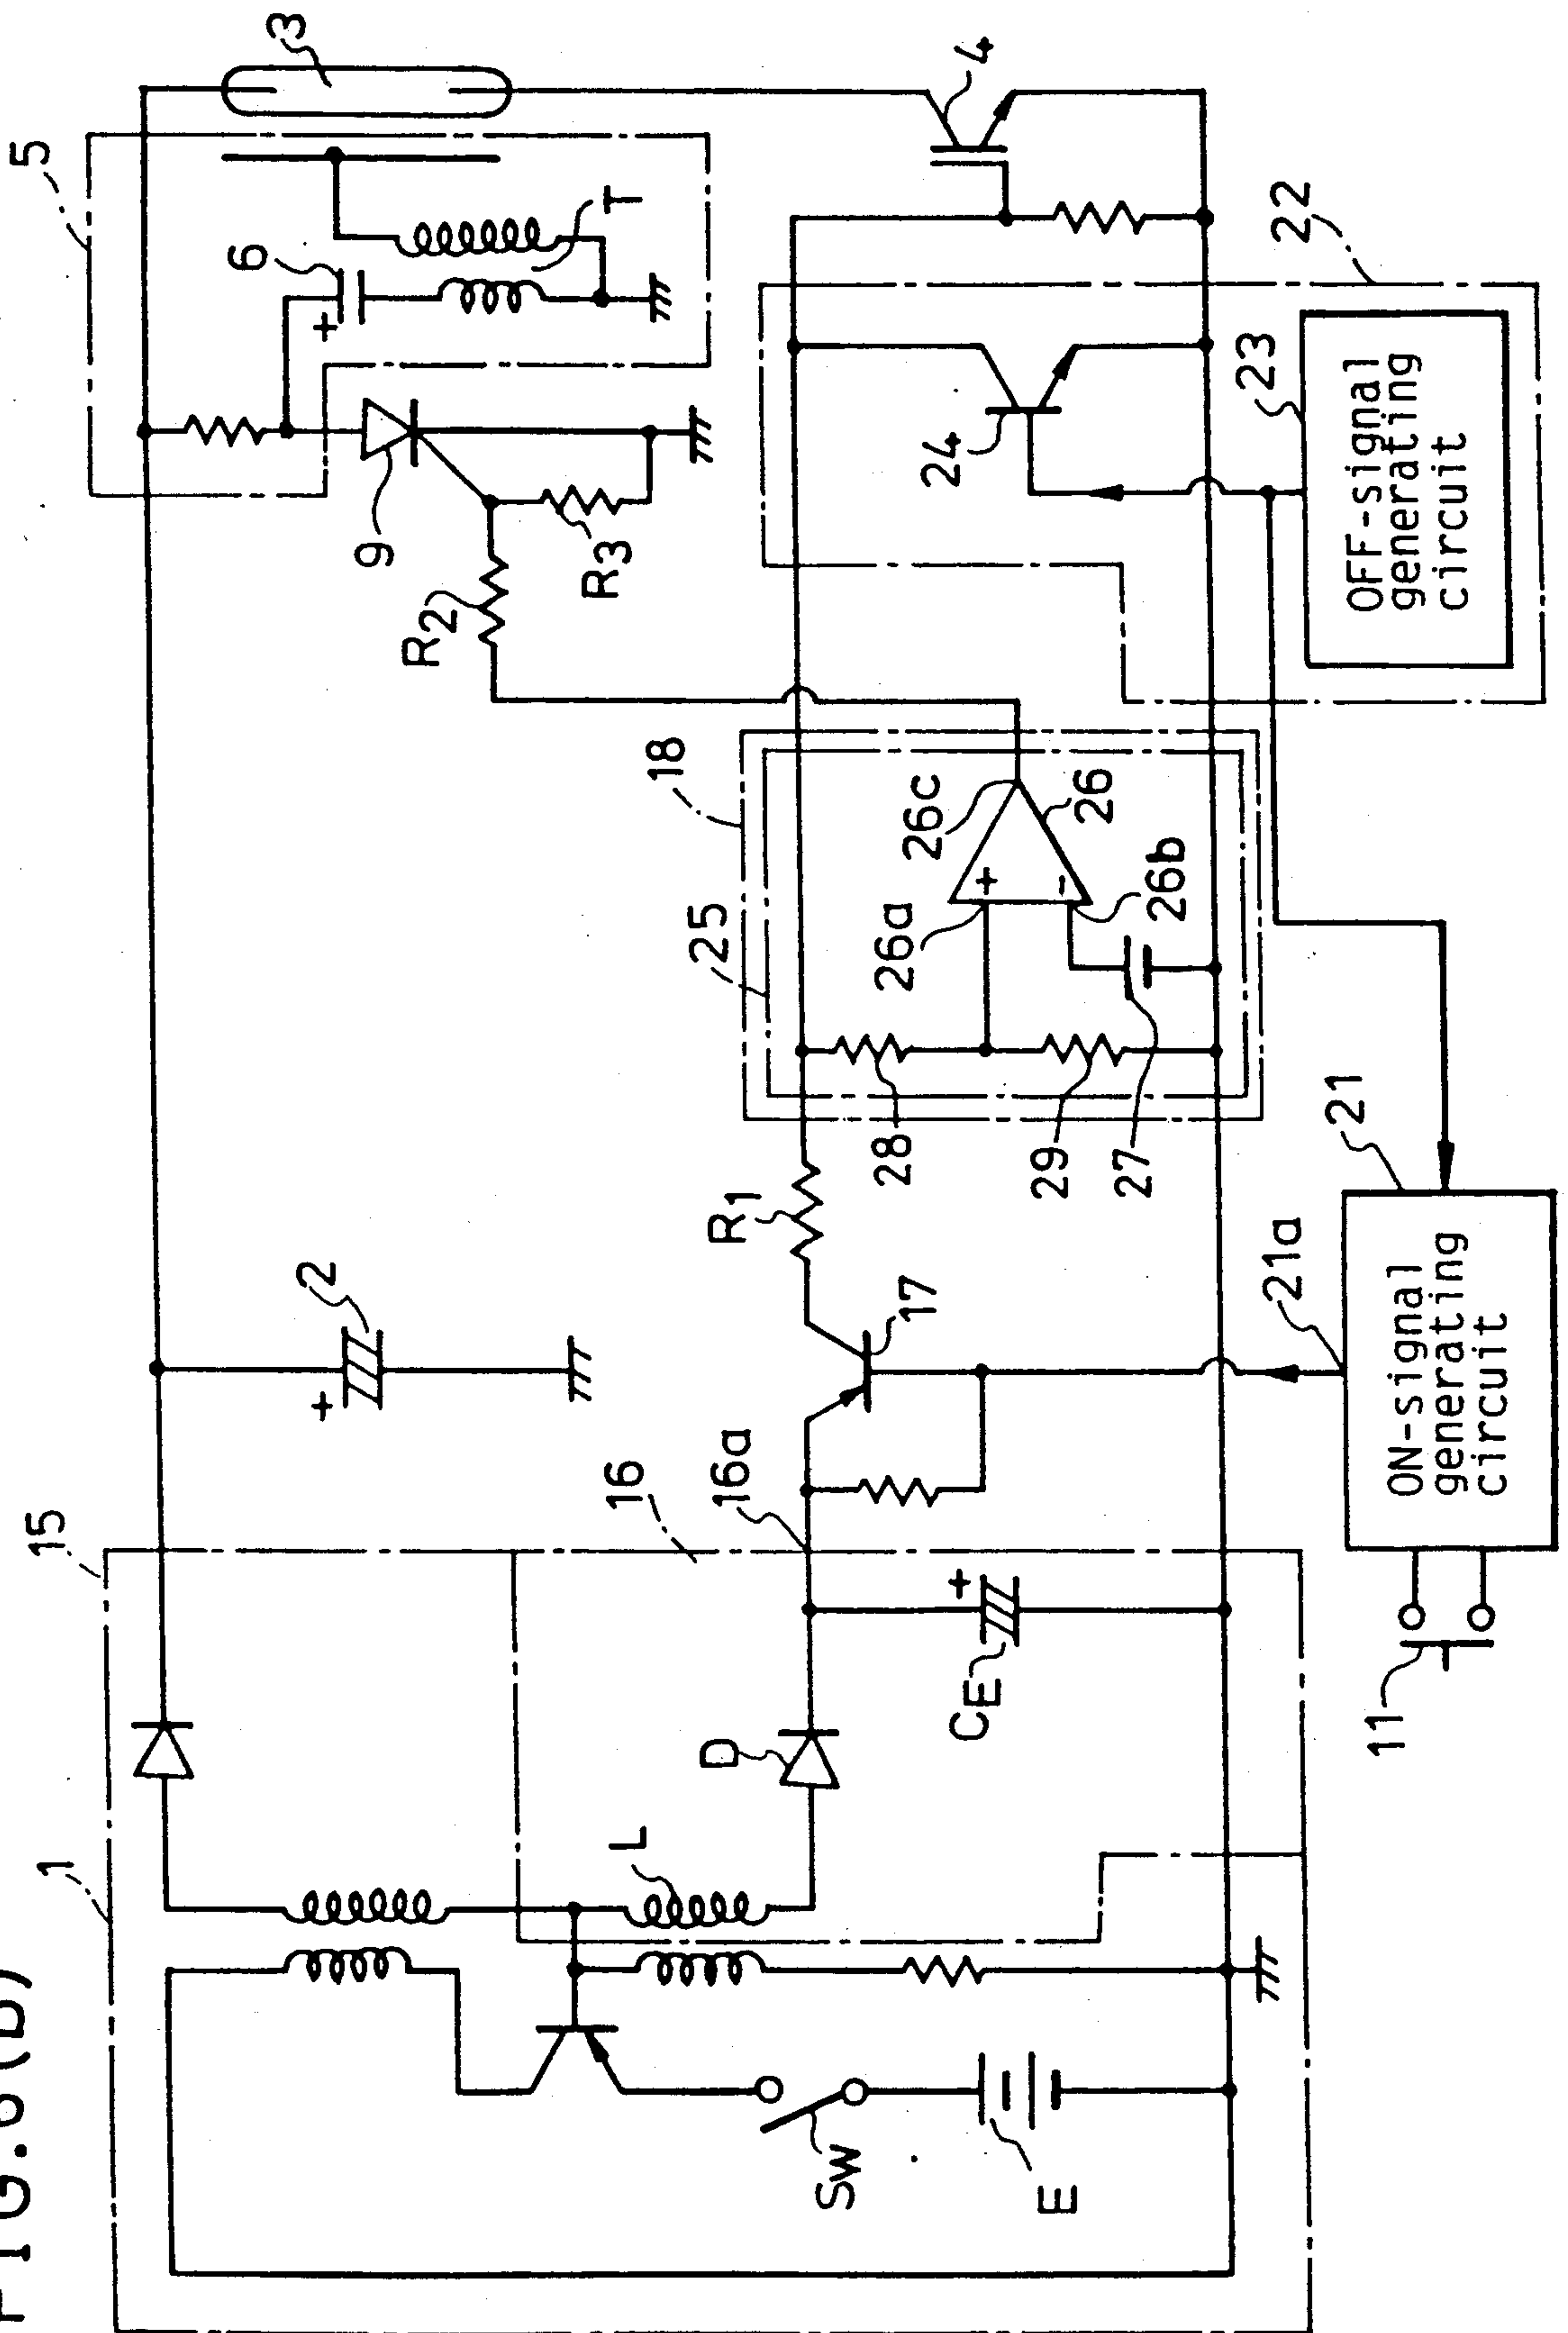 15
1
16
16a
L
D
CE
+
SW
E
2
+
R1
17
21a
21
ON-signal
generating
circuit
11
18
25
26a
26c
26
26b
+
-
28
29
27
R2
R3
9
5
6
+
T
3
4
24
22
23
OFF-signal
generating
circuit